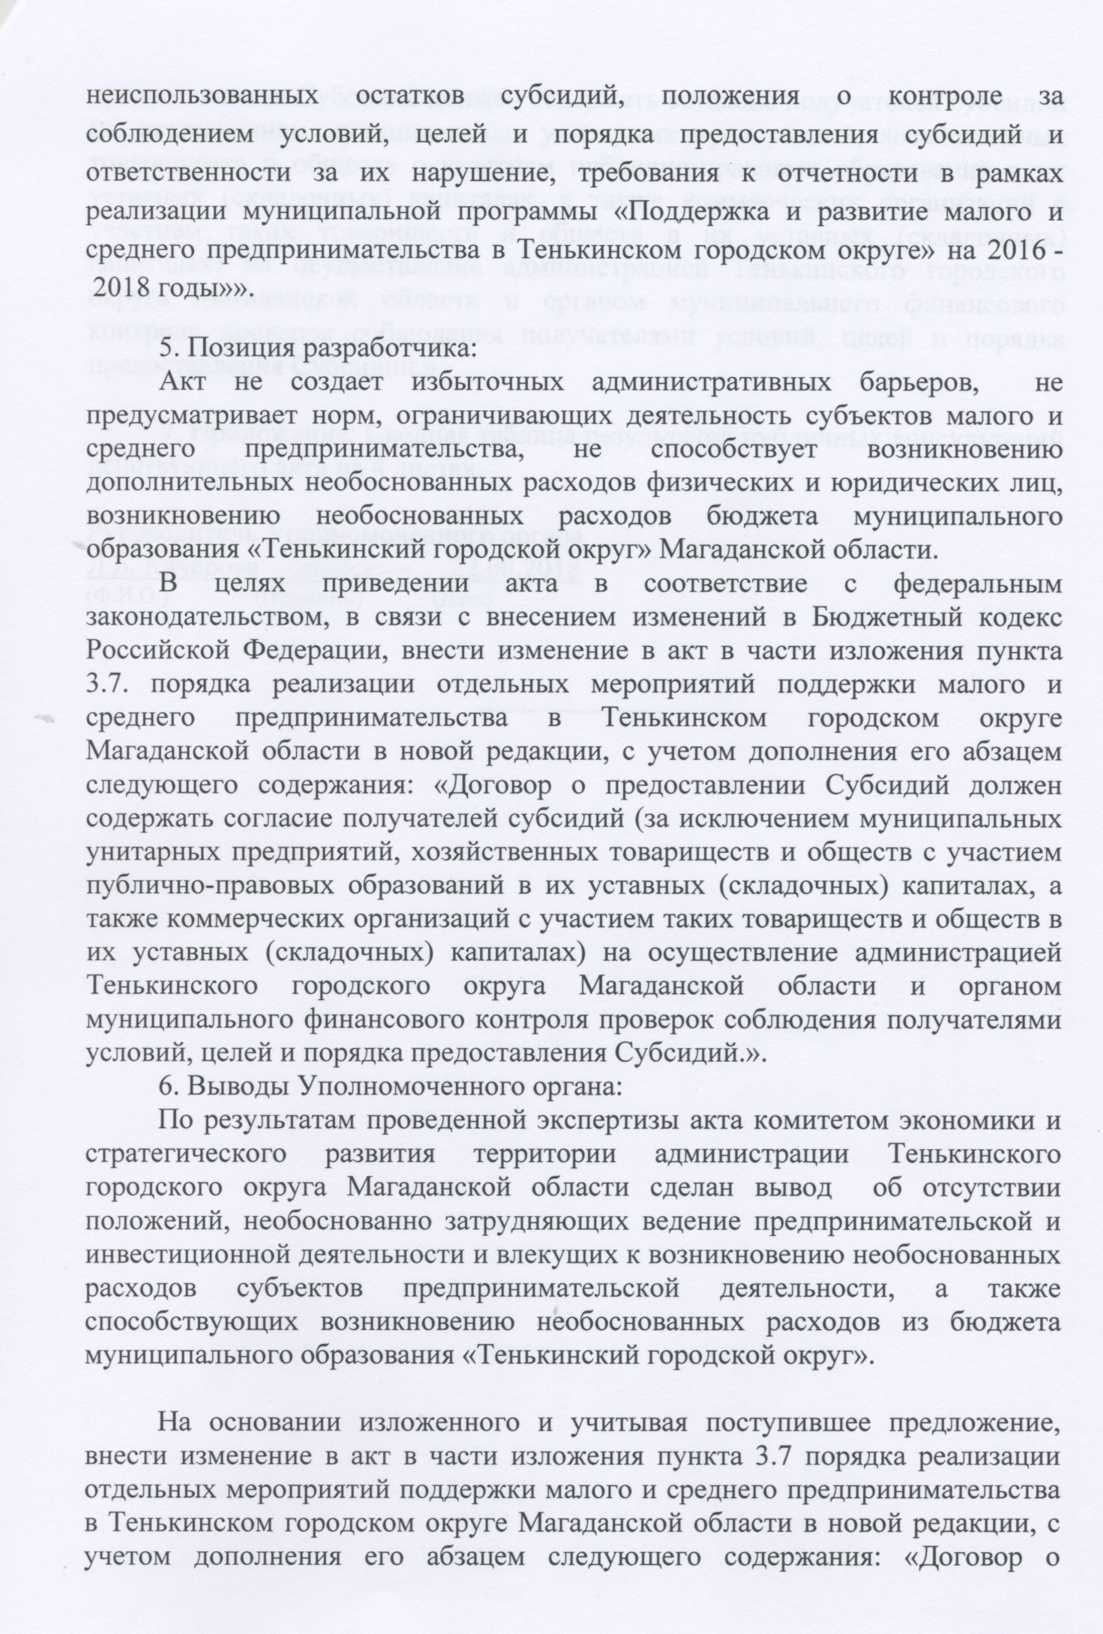 неиспользованных остатков субсидий, положения о контроле за
соблюдением условий, целей и порядка предоставления субсидий и
ответственности за их нарушение, требования к отчетности в рамках
реализации муниципальной программы «Поддержка и развитие малого и
среднего предпринимательства в Тенькинском городском округе» на 2016 -
2018 годы»».
5. Позиция разработчика:
Акт не создает избыточных административных барьеров, не
предусматривает норм, ограничивающих деятельность субъектов малого и
среднего предпринимательства, не способствует возникновению
дополнительных необоснованных расходов физических и юридических лиц,
возникновению необоснованных расходов бюджета муниципального
образования «Тенькинский городской округ» Магаданской области.
В целях приведении акта в соответствие с федеральным
законодательством, в связи с внесением изменений в Бюджетный кодекс
Российской Федерации, внести изменение в акт в части изложения пункта
3.7. порядка реализации отдельных мероприятий поддержки малого и
среднего предпринимательства в Тенькинском городском округе
Магаданской области в новой редакции, с учетом дополнения его абзацем
следующего содержания: «Договор о предоставлении Субсидий должен
содержать согласие получателей субсидий (за исключением муниципальных
унитарных предприятий, хозяйственных товариществ и обществ с участием
публично-правовых образований в их уставных (складочных) капиталах, а
также коммерческих организаций с участием таких товариществ и обществ в
их уставных (складочных) капиталах) на осуществление администрацией
Тенькинского городского округа Магаданской области и органом
муниципального финансового контроля проверок соблюдения получателями
условий, целей и порядка предоставления Субсидий.».
6. Выводы Уполномоченного органа:
По результатам проведенной экспертизы акта комитетом экономики и
стратегического развития территории администрации Тенькинского
городского округа Магаданской области сделан вывод об отсутствии
положений, необоснованно затрудняющих ведение предпринимательской и
инвестиционной деятельности и влекущих к возникновению необоснованных
расходов субъектов предпринимательской деятельности, а также
способствующих возникновению необоснованных расходов из бюджета
муниципального образования «Тенькинский городской округ».
На основании изложенного и учитывая поступившее предложение,
внести изменение в акт в части изложения пункта 3.7 порядка реализации
отдельных мероприятий поддержки малого и среднего предпринимательства
в Тенькинском городском округе Магаданской области в новой редакции, с
учетом дополнения его абзацем следующего содержания: «Договор о